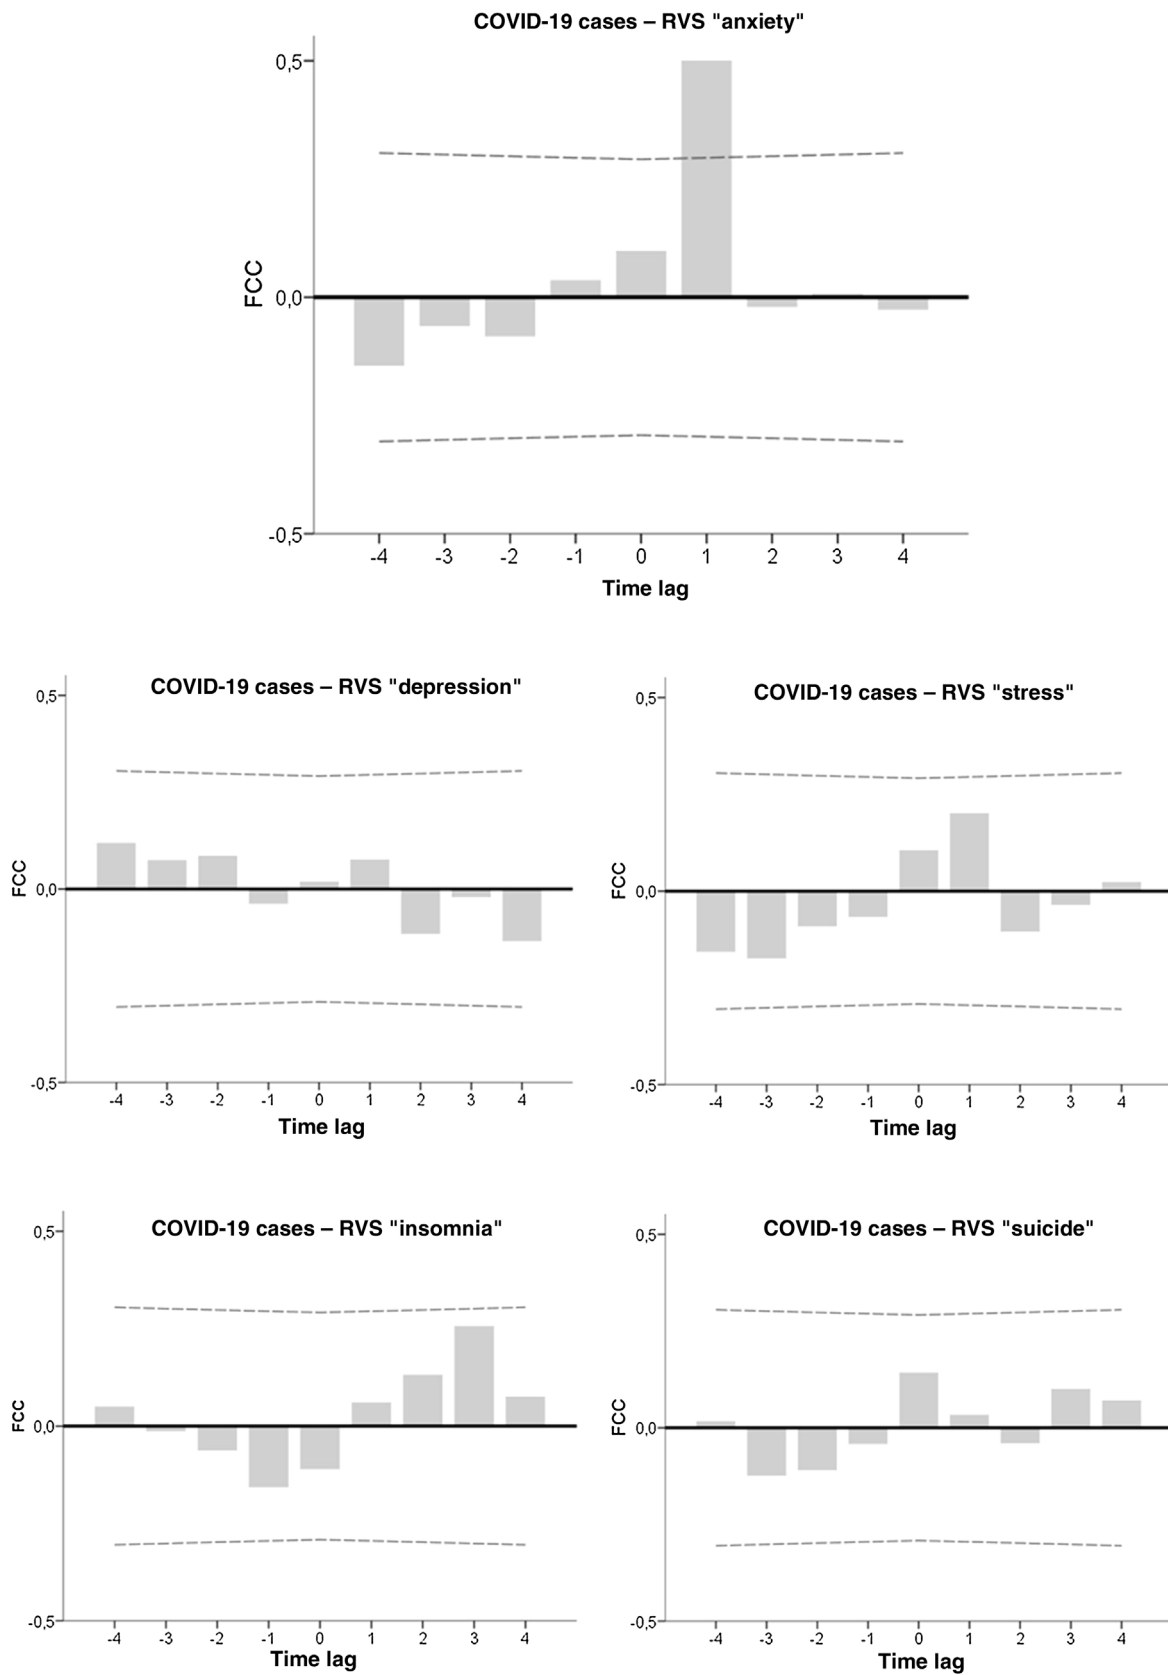 COVID-19 cases – RVS "anxiety"
0,5
FCC
0,0
-0,5
-4 -3 -2 -1 0 1 2 3 4
Time lag
COVID-19 cases – RVS "depression"
0,5
FCC
0,0
-0,5
-4 -3 -2 -1 0 1 2 3 4
Time lag
COVID-19 cases – RVS "stress"
0,5
FCC
0,0
-0,5
-4 -3 -2 -1 0 1 2 3 4
Time lag
COVID-19 cases – RVS "insomnia"
0,5
FCC
0,0
-0,5
-4 -3 -2 -1 0 1 2 3 4
Time lag
COVID-19 cases – RVS "suicide"
0,5
FCC
0,0
-0,5
-4 -3 -2 -1 0 1 2 3 4
Time lag